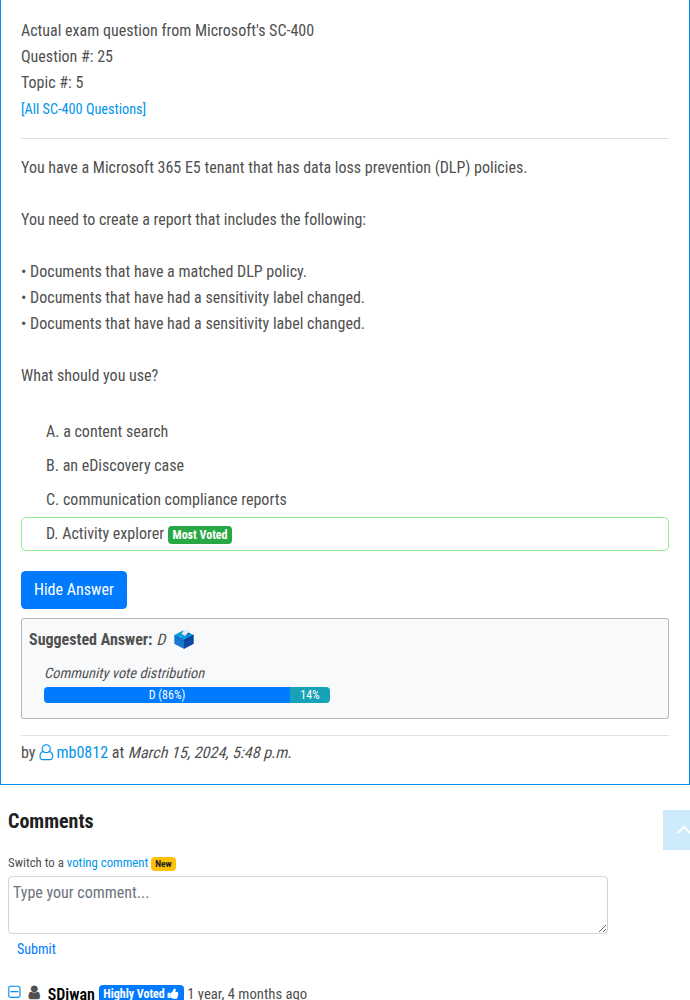 Actual exam question from Microsoft's SC-400
Question #: 25
Topic #: 5
[All SC-400 Questions]
You have a Microsoft 365 E5 tenant that has data loss prevention (DLP) policies.
You need to create a report that includes the following:
• Documents that have a matched DLP policy.
• Documents that have had a sensitivity label changed.
• Documents that have had a sensitivity label changed.
What should you use?
A. a content search
B. an eDiscovery case
C. communication compliance reports
D. Activity explorer Most Voted
Hide Answer
Suggested Answer: D
Community vote distribution
D (86%) 14%
by mb0812 at March 15, 2024, 5:48 p.m.
Comments
Switch to a voting comment New
Type your comment...
Submit
SDiwan Highly Voted 1 year, 4 months ago